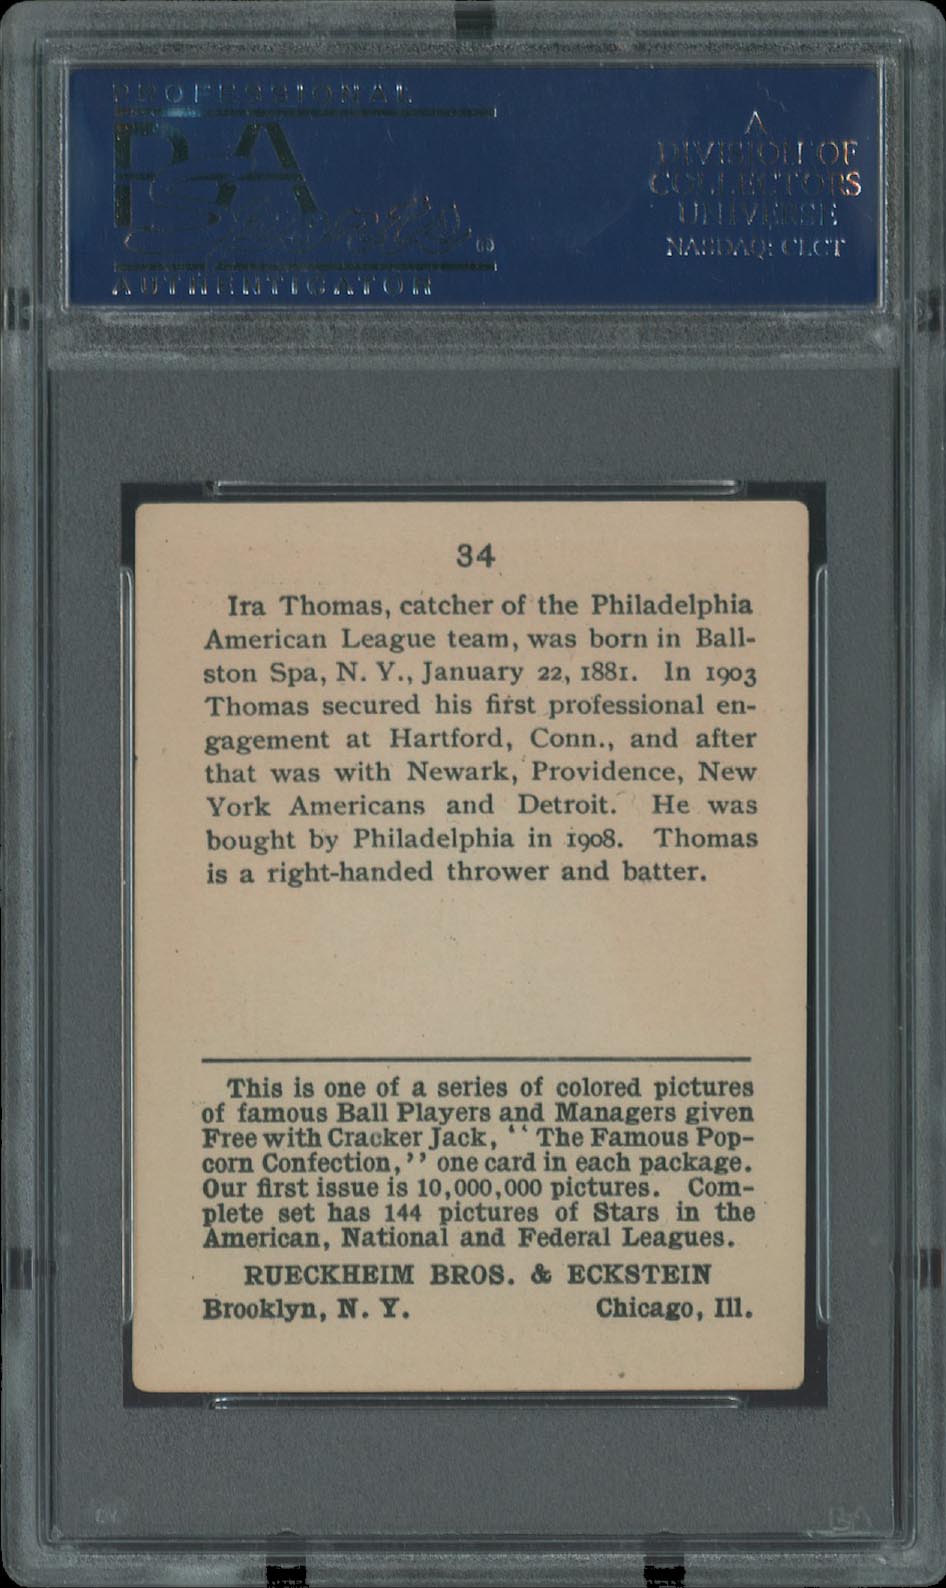 PROFESSIONAL
PSA
Sports
AUTHENTICATOR
A
DIVISION OF
COLLECTORS
UNIVERSE
NASDAQ: CLCT
34
Ira Thomas, catcher of the Philadelphia
American League team, was born in Ball-
ston Spa, N. Y., January 22, 1881. In 1903
Thomas secured his first professional en-
gagement at Hartford, Conn., and after
that was with Newark, Providence, New
York Americans and Detroit. He was
bought by Philadelphia in 1908. Thomas
is a right-handed thrower and batter.
This is one of a series of colored pictures
of famous Ball Players and Managers given
Free with Cracker Jack, “ The Famous Pop-
corn Confection,” one card in each package.
Our first issue is 10,000,000 pictures. Com-
plete set has 144 pictures of Stars in the
American, National and Federal Leagues.
RUECKHEIM BROS. & ECKSTEIN
Brooklyn, N. Y. Chicago, Ill.
PSA